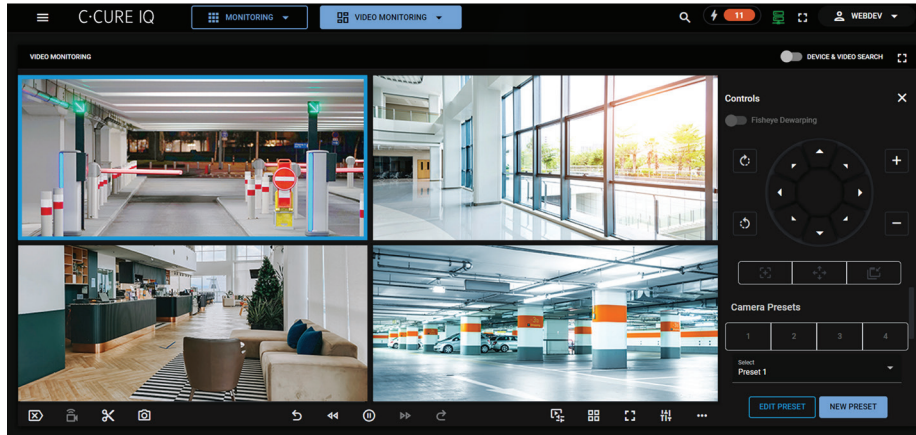 C•CURE IQ
MONITORING
VIDEO MONITORING
11
WEBDEV
VIDEO MONITORING
DEVICE & VIDEO SEARCH
Controls
Fisheye Dewarping
Camera Presets
1 2 3 4
Select
Preset 1
EDIT PRESET
NEW PRESET